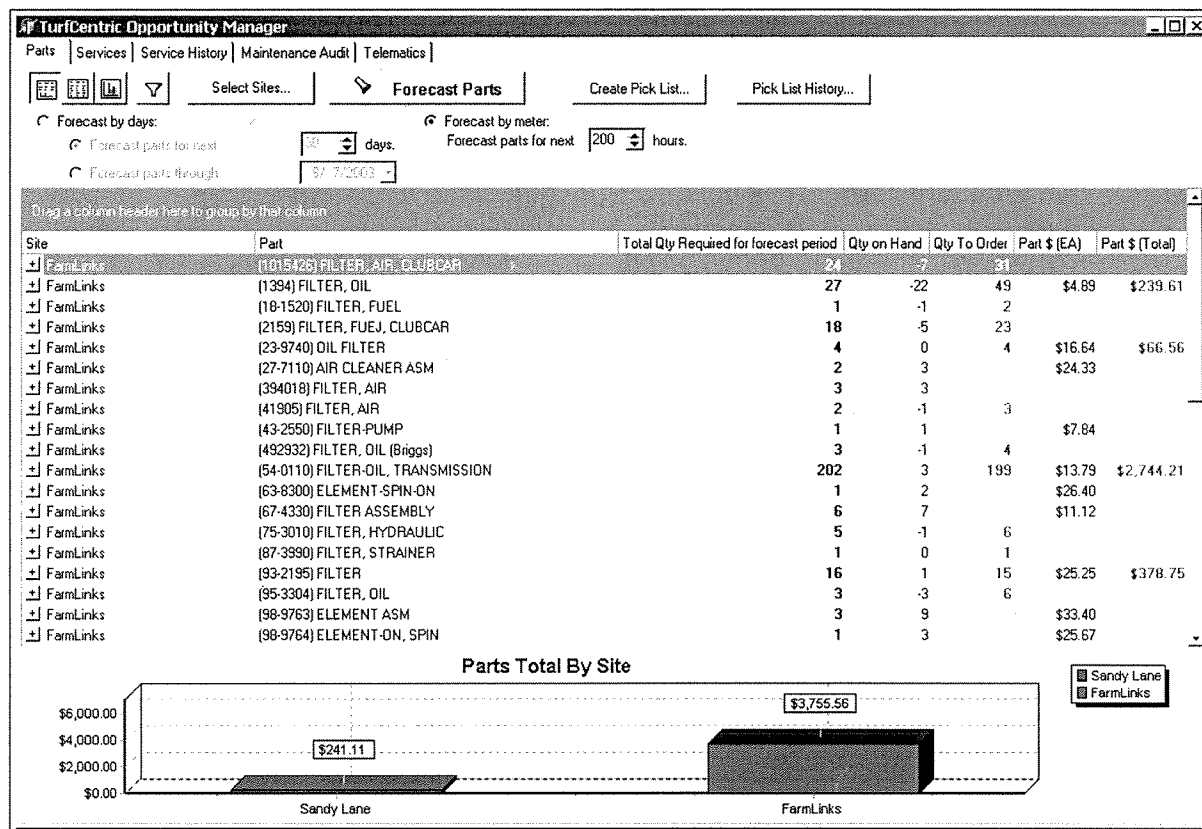 TurfCentric Opportunity Manager
Parts Services Service History Maintenance Audit Telematics
Select Sites... Forecast Parts Create Pick List... Pick List History...
Forecast by days: Forecast by meter:
Forecast parts for next 30 days. Forecast parts for next 200 hours.
Forecast parts through 8/ 7/2003
Drag a column header here to group by that column
Site Part Total Qty Required for forecast period Qty on Hand Qty To Order Part $ (EA) Part $ (Total)
FarmLinks (1015426) FILTER, AIR, CLUBCAR 24 -7 31
FarmLinks (1394) FILTER, OIL 27 -22 49 $4.89 $239.61
FarmLinks (18-1520) FILTER, FUEL 1 -1 2
FarmLinks (2159) FILTER, FUEJ, CLUBCAR 18 -5 23
FarmLinks (23-9740) OIL FILTER 4 0 4 $16.64 $66.56
FarmLinks (27-7110) AIR CLEANER ASM 2 3 $24.33
FarmLinks (394018) FILTER, AIR 3 3
FarmLinks (41905) FILTER, AIR 2 -1 3
FarmLinks (43-2550) FILTER-PUMP 1 1 $7.84
FarmLinks (492932) FILTER, OIL (Briggs) 3 -1 4
FarmLinks (54-0110) FILTER-OIL, TRANSMISSION 202 3 199 $13.79 $2,744.21
FarmLinks (63-8300) ELEMENT-SPIN-ON 1 2 $26.40
FarmLinks (67-4330) FILTER ASSEMBLY 6 7 $11.12
FarmLinks (75-3010) FILTER, HYDRAULIC 5 -1 6
FarmLinks (87-3990) FILTER, STRAINER 1 0 1
FarmLinks (93-2195) FILTER 16 1 15 $25.25 $378.75
FarmLinks (95-3304) FILTER, OIL 3 -3 6
FarmLinks (98-9763) ELEMENT ASM 3 9 $33.40
FarmLinks (98-9764) ELEMENT-ON, SPIN 1 3 $25.67
Parts Total By Site
Sandy Lane
FarmLinks
$3,755.56
$6,000.00
$4,000.00
$241.11
$2,000.00
$0.00
Sandy Lane FarmLinks